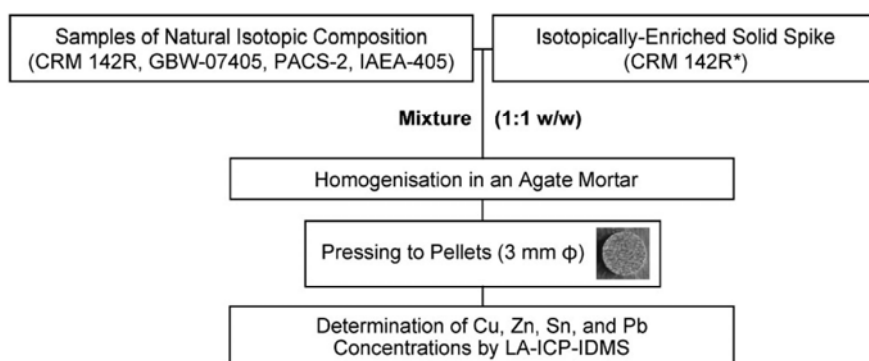 Samples of Natural Isotopic Composition
(CRM 142R, GBW-07405, PACS-2, IAEA-405)
Isotopically-Enriched Solid Spike
(CRM 142R*)
Mixture (1:1 w/w)
Homogenisation in an Agate Mortar
Pressing to Pellets (3 mm ϕ)
Determination of Cu, Zn, Sn, and Pb
Concentrations by LA-ICP-IDMS